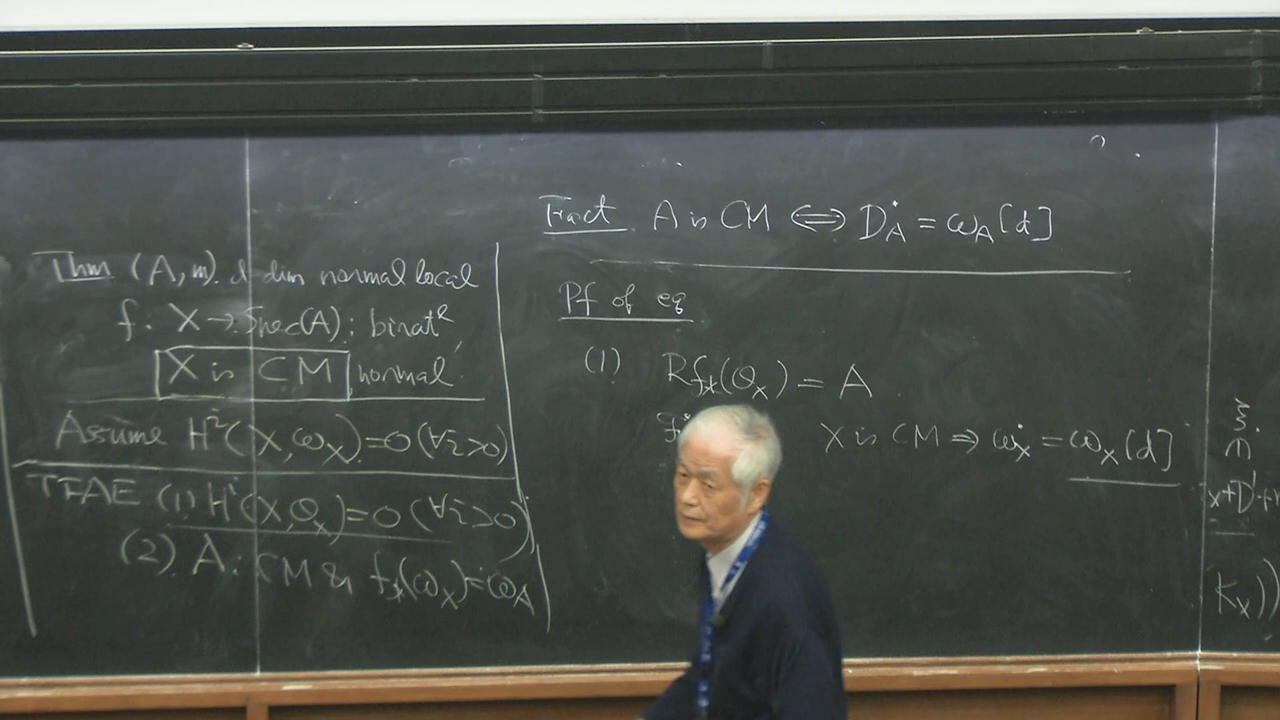 Thm. (A, m). d dim normal local
f. X → Spec(A): birat^l,
X is CM normal.
Assume H^i(X, ω_X) = 0 (∀i>0)
TFAE (1) H^i(X, O_X) = 0 (∀i>0)
(2). A: CM & f_*(ω_X) = ω_A
Fact. A is CM ⇔ D^•_A = ω_A[d]
Pf of eq
(1) Rf_*(O_X) = A
X is CM ⇒ ω^•_X = ω_X[d]
K_X))